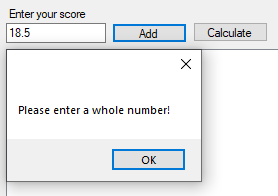 Enter your score
18.5 Add Calculate
Please enter a whole number!
OK